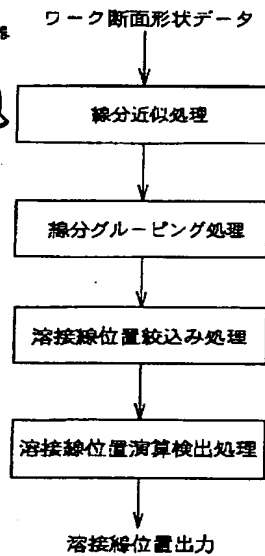 ワーク断面形状データ
線分近似処理
線分グルーピング処理
溶接線位置絞込み処理
溶接線位置演算検出処理
溶接線位置出力